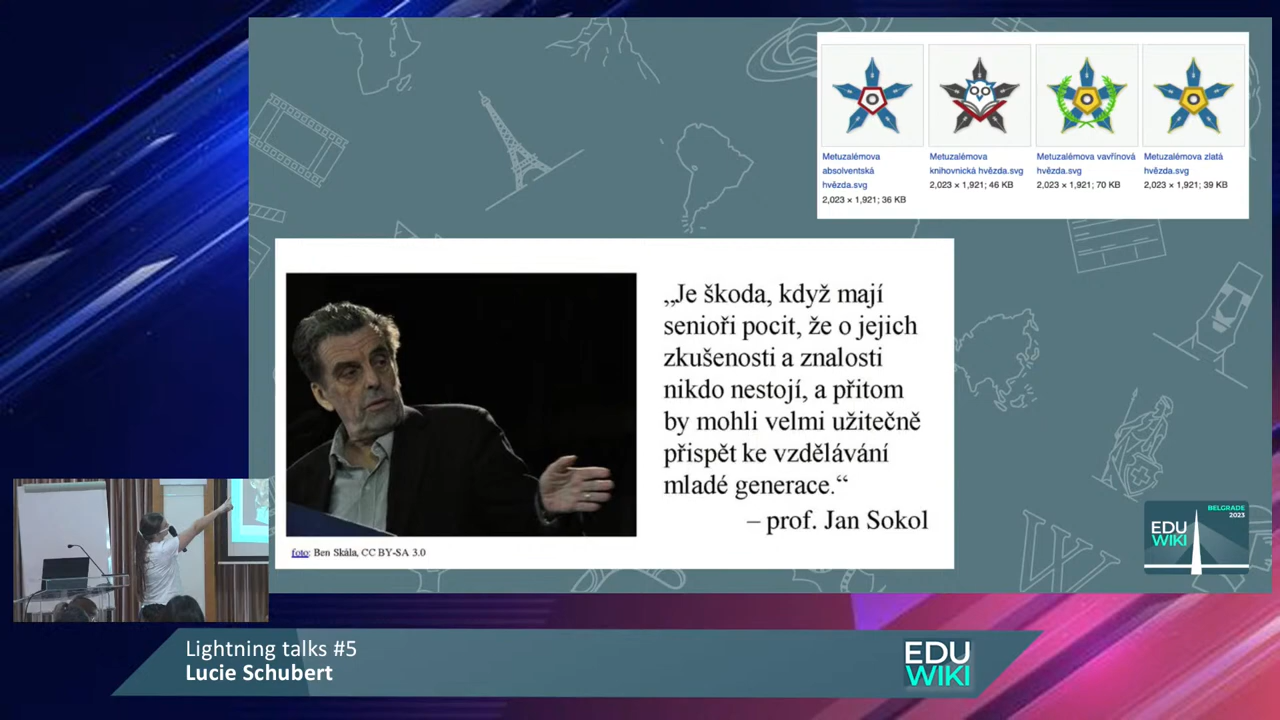 Metuzalémova
absolventská
hvězda.svg
2,023 × 1,921; 36 KB
Metuzalémova
knihovnická hvězda.svg
2,023 × 1,921; 46 KB
Metuzalémova vavřínová
hvězda.svg
2,023 × 1,921; 70 KB
Metuzalémova zlatá
hvězda.svg
2,023 × 1,921; 39 KB
„Je škoda, když mají
senioři pocit, že o jejich
zkušenosti a znalosti
nikdo nestojí, a přitom
by mohli velmi užitečně
přispět ke vzdělávání
mladé generace.“
– prof. Jan Sokol
foto: Ben Skála, CC BY-SA 3.0
BELGRADE
2023
EDU
WIKI
Lightning talks #5
Lucie Schubert
EDU
WIKI